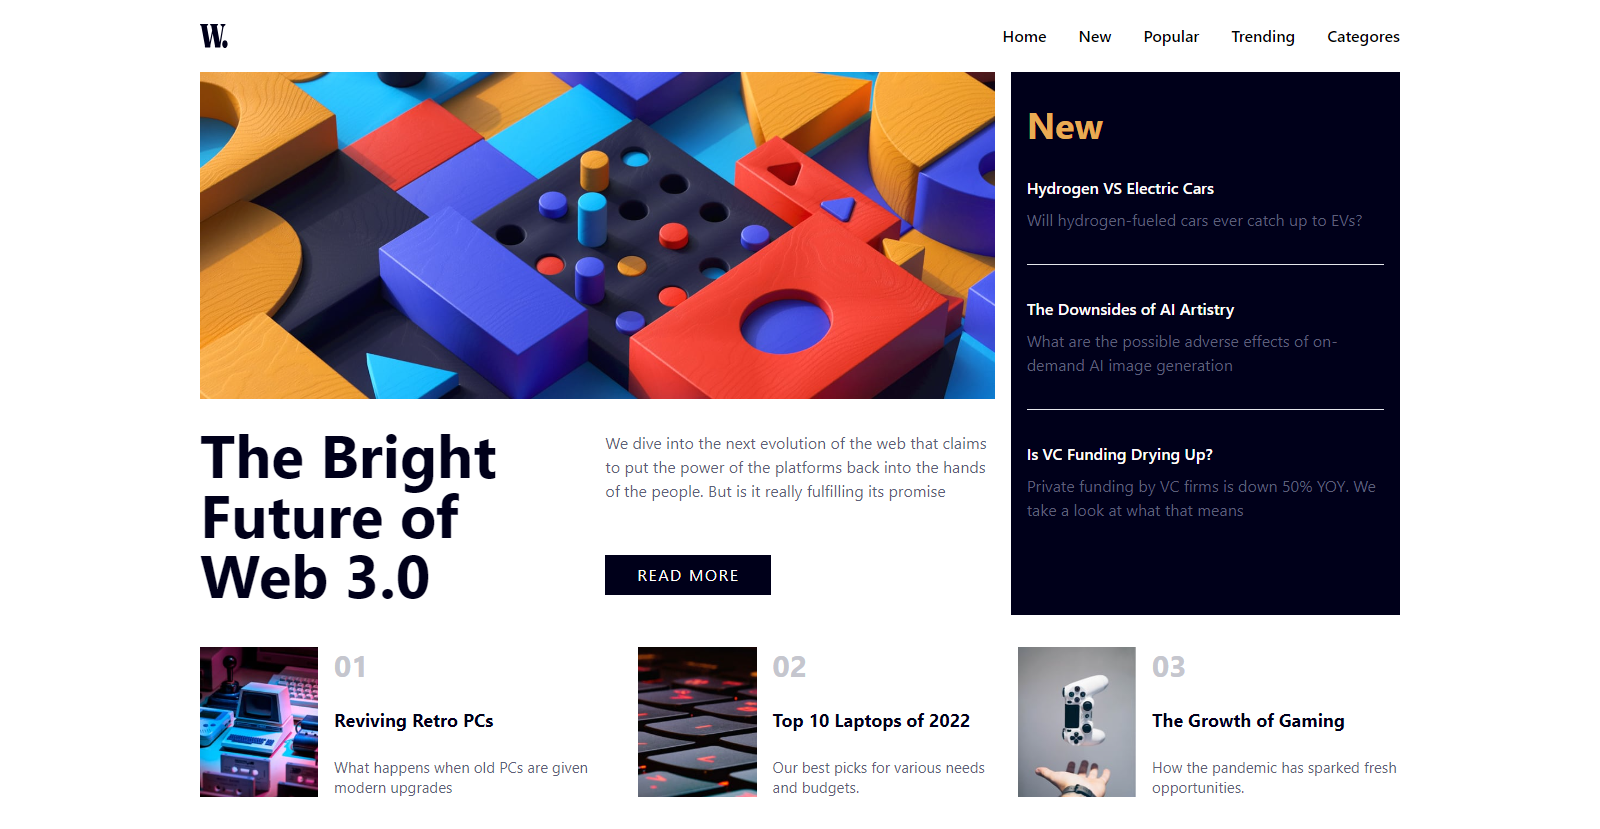 W.
Home New Popular Trending Categores
New
Hydrogen VS Electric Cars
Will hydrogen-fueled cars ever catch up to EVs?
The Downsides of AI Artistry
What are the possible adverse effects of on-
demand AI image generation
Is VC Funding Drying Up?
Private funding by VC firms is down 50% YOY. We
take a look at what that means
The Bright
Future of
Web 3.0
We dive into the next evolution of the web that claims
to put the power of the platforms back into the hands
of the people. But is it really fulfilling its promise
READ MORE
01
Reviving Retro PCs
What happens when old PCs are given
modern upgrades
02
Top 10 Laptops of 2022
Our best picks for various needs
and budgets.
03
The Growth of Gaming
How the pandemic has sparked fresh
opportunities.